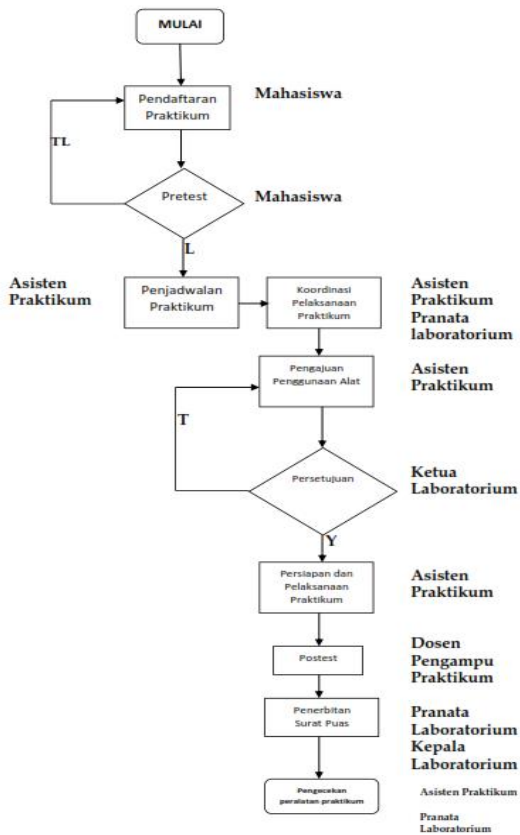 MULAI
Pendaftaran
Praktikum
Mahasiswa
TL
Pretest
Mahasiswa
L
Asisten
Praktikum
Penjadwalan
Praktikum
Koordinasi
Pelaksanaan
Praktikum
Asisten
Praktikum
Pranata
laboratorium
Pengajuan
Penggunaan Alat
Asisten
Praktikum
T
Persetujuan
Ketua
Laboratorium
Y
Persiapan dan
Pelaksanaan
Praktikum
Asisten
Praktikum
Postest
Dosen
Pengampu
Praktikum
Penerbitan
Surat Puas
Pranata
Laboratorium
Kepala
Laboratorium
Pengecekan
peralatan praktikum
Asisten Praktikum
Pranata
Laboratorium